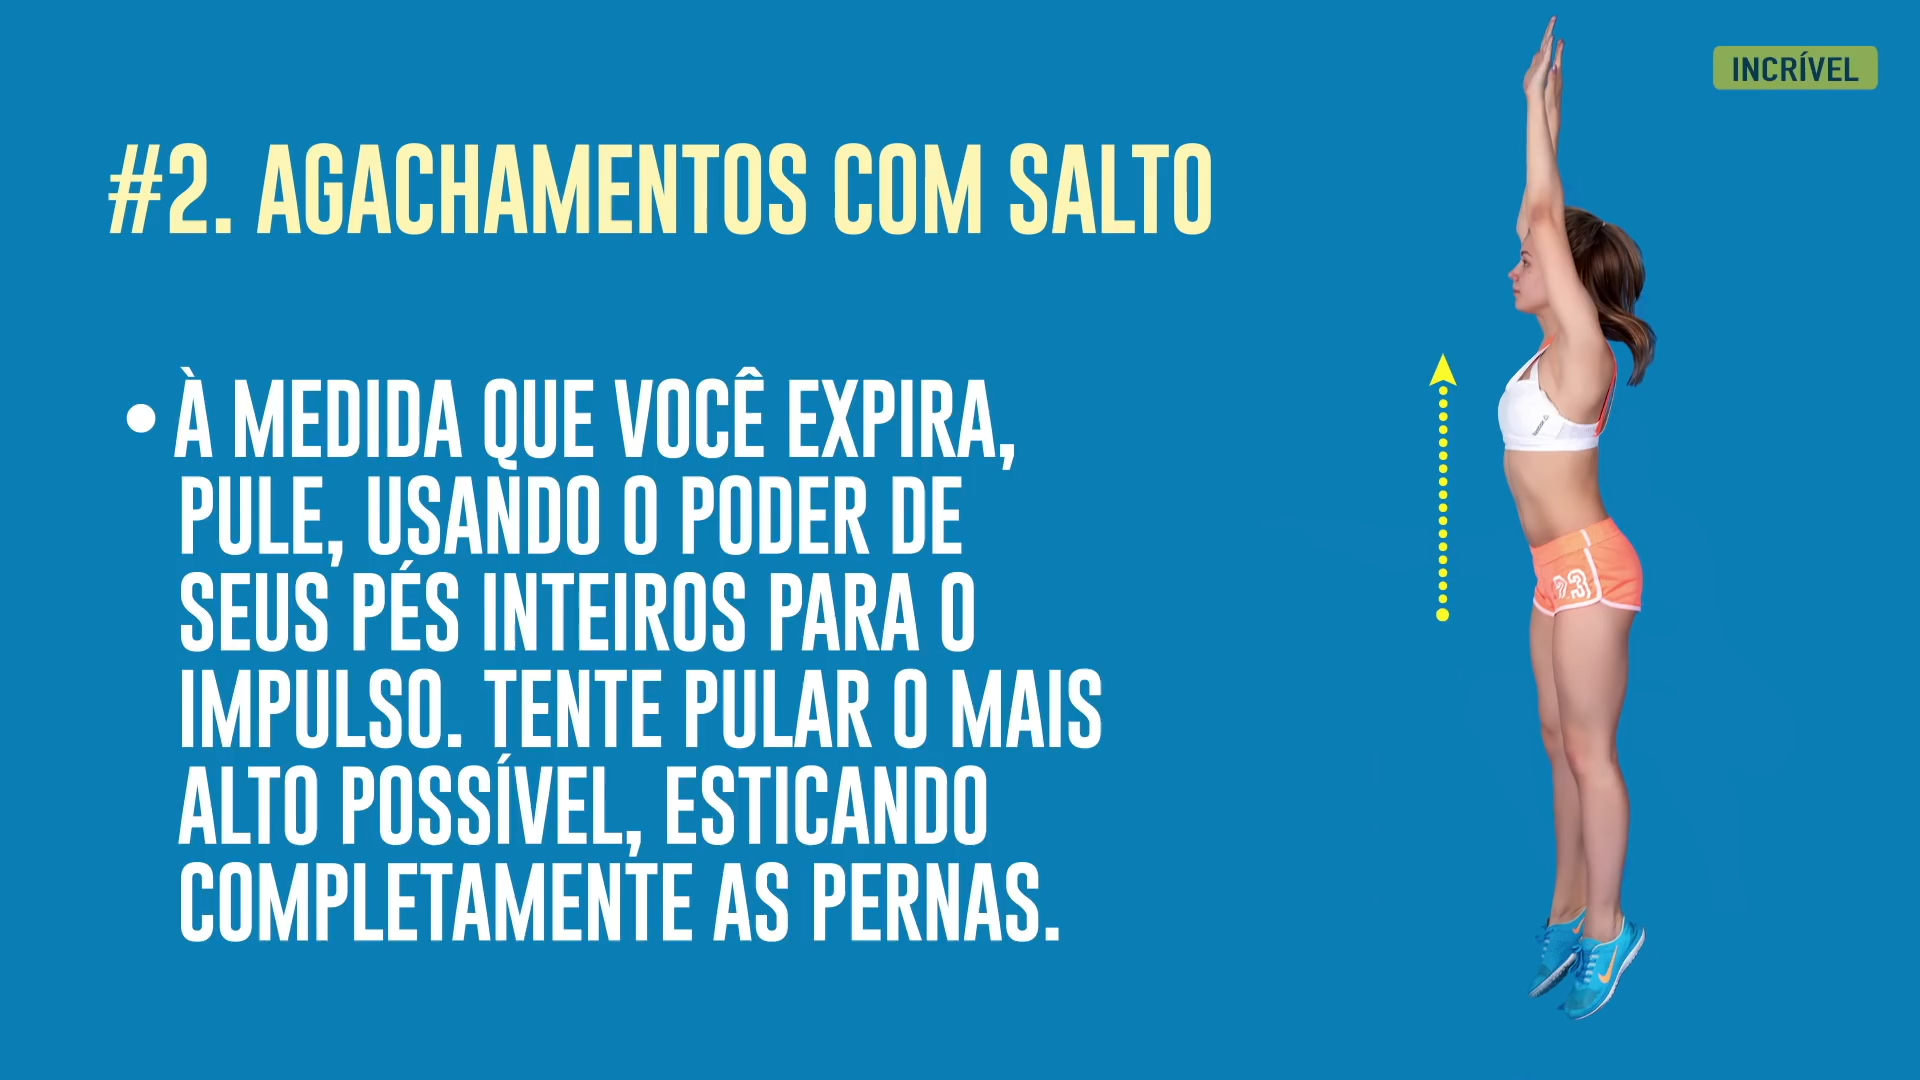 INCRÍVEL
#2. AGACHAMENTOS COM SALTO
• À MEDIDA QUE VOCÊ EXPIRA,
PULE, USANDO O PODER DE
SEUS PÉS INTEIROS PARA O
IMPULSO. TENTE PULAR O MAIS
ALTO POSSÍVEL, ESTICANDO
COMPLETAMENTE AS PERNAS.